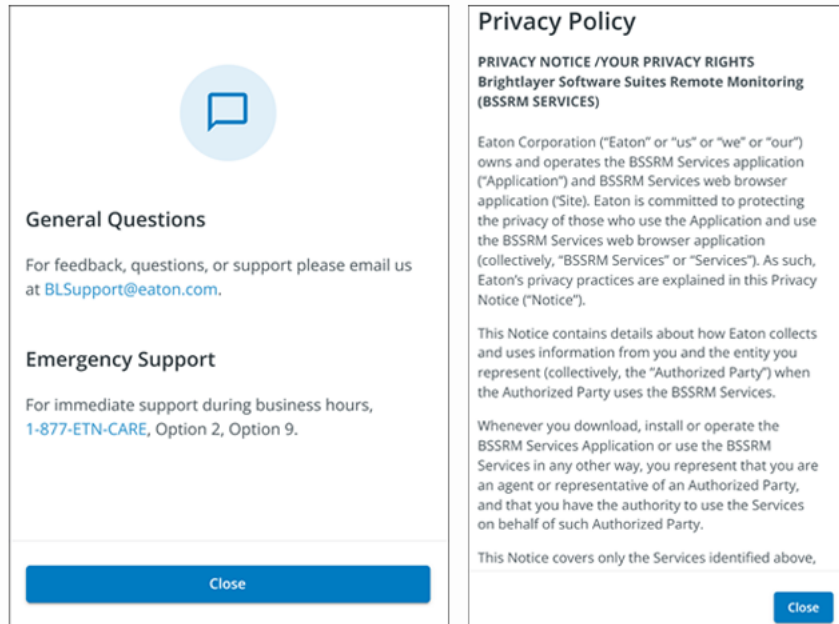 General Questions
For feedback, questions, or support please email us
at BLSupport@eaton.com.
Emergency Support
For immediate support during business hours,
1-877-ETN-CARE, Option 2, Option 9.
Close
Privacy Policy
PRIVACY NOTICE /YOUR PRIVACY RIGHTS
Brightlayer Software Suites Remote Monitoring
(BSSRM SERVICES)
Eaton Corporation (“Eaton” or “us” or “we” or “our”)
owns and operates the BSSRM Services application
(“Application”) and BSSRM Services web browser
application (‘Site). Eaton is committed to protecting
the privacy of those who use the Application and use
the BSSRM Services web browser application
(collectively, “BSSRM Services” or “Services”). As such,
Eaton’s privacy practices are explained in this Privacy
Notice (“Notice”).
This Notice contains details about how Eaton collects
and uses information from you and the entity you
represent (collectively, the “Authorized Party”) when
the Authorized Party uses the BSSRM Services.
Whenever you download, install or operate the
BSSRM Services Application or use the BSSRM
Services in any other way, you represent that you are
an agent or representative of an Authorized Party,
and that you have the authority to use the Services
on behalf of such Authorized Party.
This Notice covers only the Services identified above,
Close